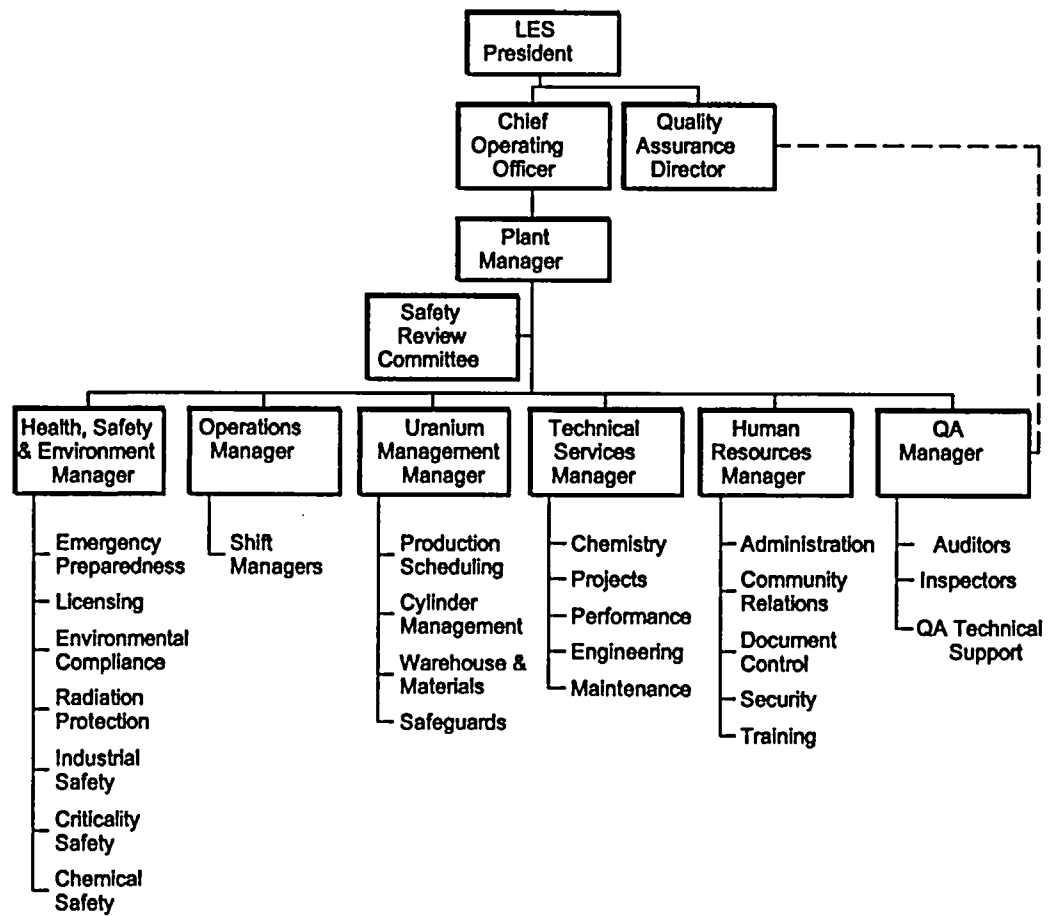 LES
President
Chief
Operating
Officer
Quality
Assurance
Director
Plant
Manager
Safety
Review
Committee
Health, Safety
& Environment
Manager
Operations
Manager
Uranium
Management
Manager
Technical
Services
Manager
Human
Resources
Manager
QA
Manager
Emergency
Preparedness
Licensing
Environmental
Compliance
Radiation
Protection
Industrial
Safety
Criticality
Safety
Chemical
Safety
Shift
Managers
Production
Scheduling
Cylinder
Management
Warehouse &
Materials
Safeguards
Chemistry
Projects
Performance
Engineering
Maintenance
Administration
Community
Relations
Document
Control
Security
Training
Auditors
Inspectors
QA Technical
Support